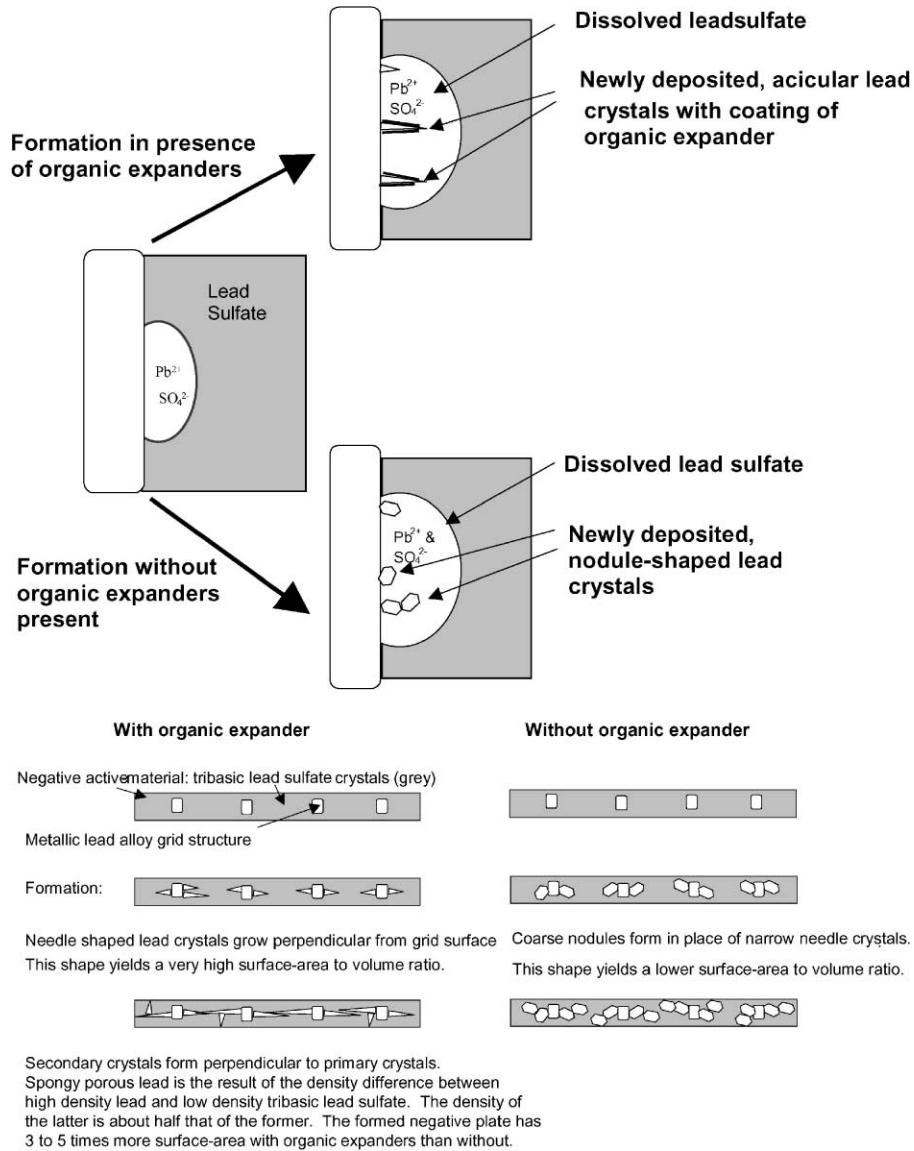 Dissolved leadsulfate
Pb2+
SO42-
Newly deposited, acicular lead
crystals with coating of
organic expander
Formation in presence
of organic expanders
Lead
Sulfate
Pb2+
SO42-
Dissolved lead sulfate
Pb2+ &
SO42-
Newly deposited,
nodule-shaped lead
crystals
Formation without
organic expanders
present
With organic expander
Without organic expander
Negative activematerial: tribasic lead sulfate crystals (grey)
Metallic lead alloy grid structure
Formation:
Needle shaped lead crystals grow perpendicular from grid surface
This shape yields a very high surface-area to volume ratio.
Coarse nodules form in place of narrow needle crystals.
This shape yields a lower surface-area to volume ratio.
Secondary crystals form perpendicular to primary crystals.
Spongy porous lead is the result of the density difference between
high density lead and low density tribasic lead sulfate.  The density of
the latter is about half that of the former.  The formed negative plate has
3 to 5 times more surface-area with organic expanders than without.